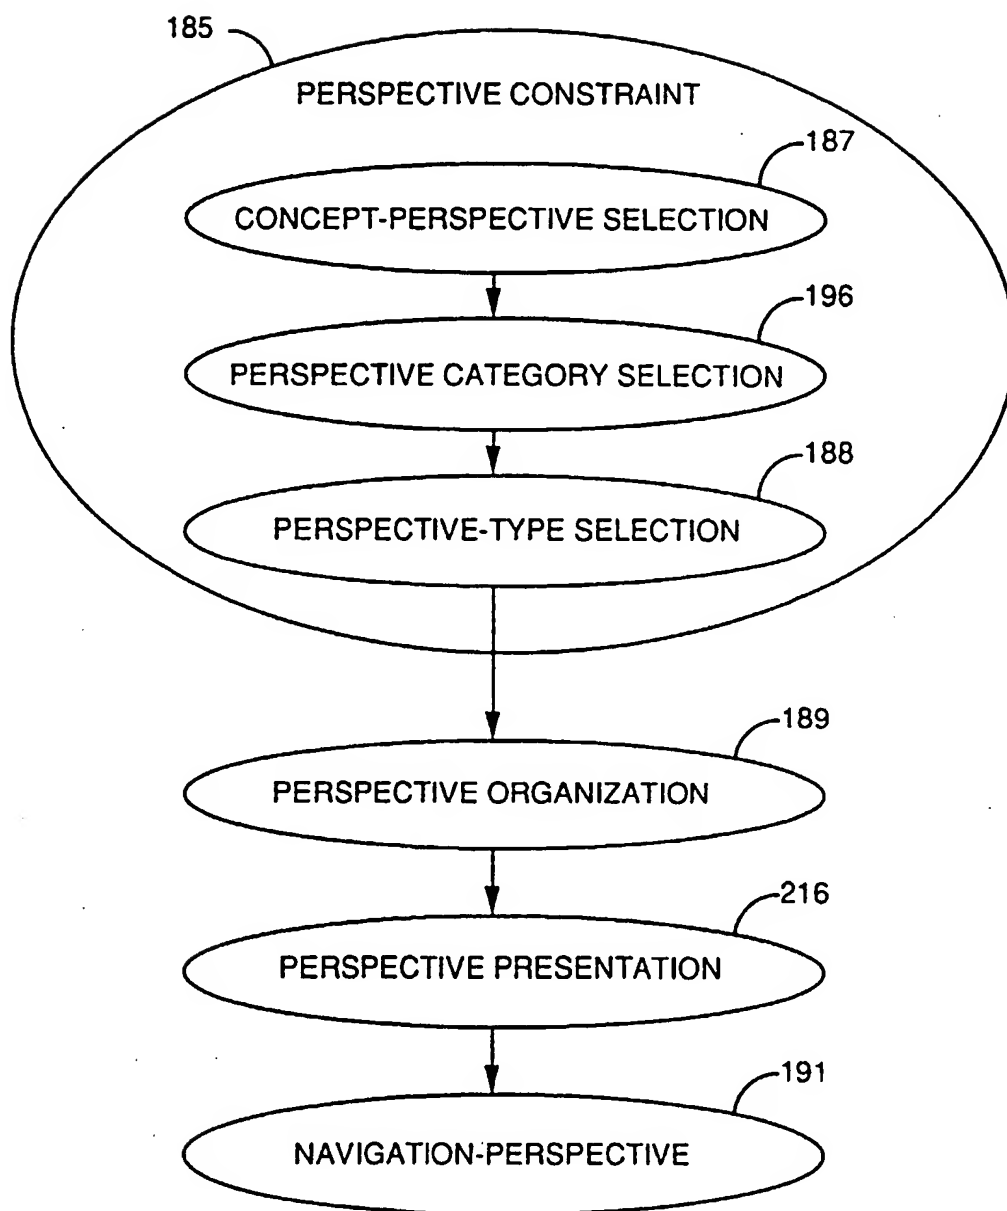 185
PERSPECTIVE CONSTRAINT
187
CONCEPT-PERSPECTIVE SELECTION
196
PERSPECTIVE CATEGORY SELECTION
188
PERSPECTIVE-TYPE SELECTION
189
PERSPECTIVE ORGANIZATION
216
PERSPECTIVE PRESENTATION
191
NAVIGATION-PERSPECTIVE